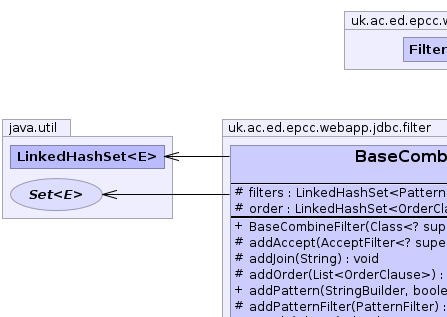 uk.ac.ed.epcc.w
Filter
java.util
LinkedHashSet<E>
Set<E>
uk.ac.ed.epcc.webapp.jdbc.filter
BaseComb
# filters : LinkedHashSet<Pattern
# order : LinkedHashSet<OrderCla
+ BaseCombineFilter(Class<? sup
# addAccept(AcceptFilter<? supe
# addJoin(String) : void
# addOrder(List<OrderClause>) :
+ addPattern(StringBuilder, boole
# addPatternFilter(PatternFilter) :